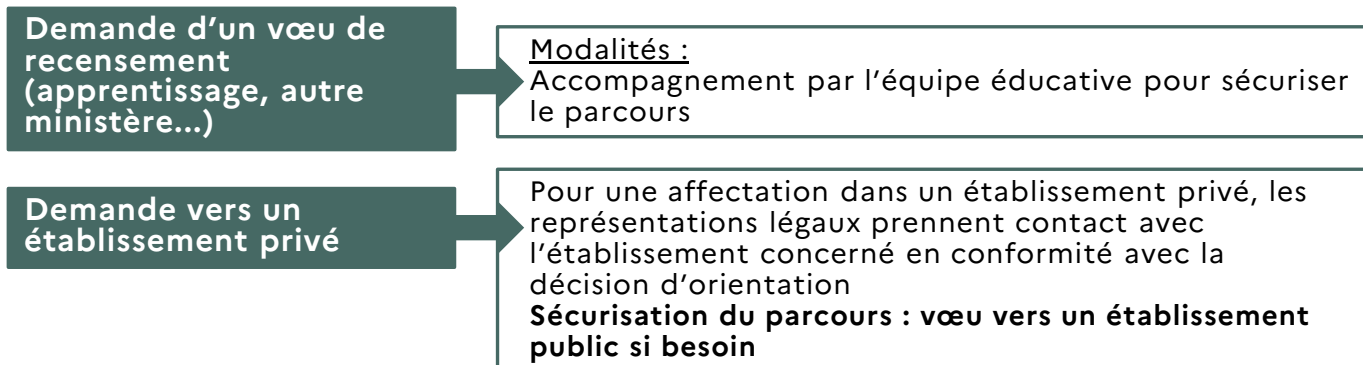 Demande d’un vœu de
recensement
(apprentissage, autre
ministère...)
Modalités :
Accompagnement par l’équipe éducative pour sécuriser
le parcours
Demande vers un
établissement privé
Pour une affectation dans un établissement privé, les
représentations légaux prennent contact avec
l’établissement concerné en conformité avec la
décision d’orientation
Sécurisation du parcours : vœu vers un établissement
public si besoin